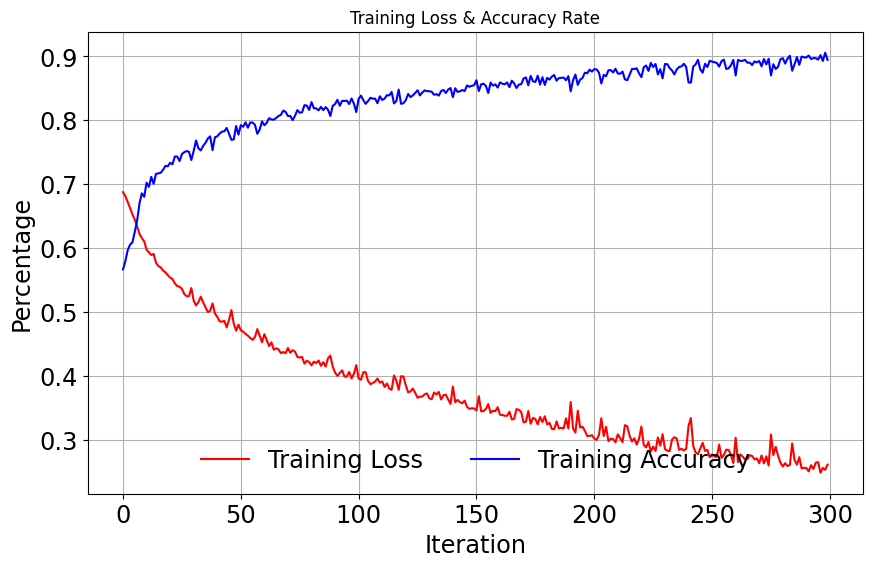 Training Loss & Accuracy Rate
Percentage
0.9
0.8
0.7
0.6
0.5
0.4
0.3
Training Loss
Training Accuracy
0 50 100 150 200 250 300
Iteration